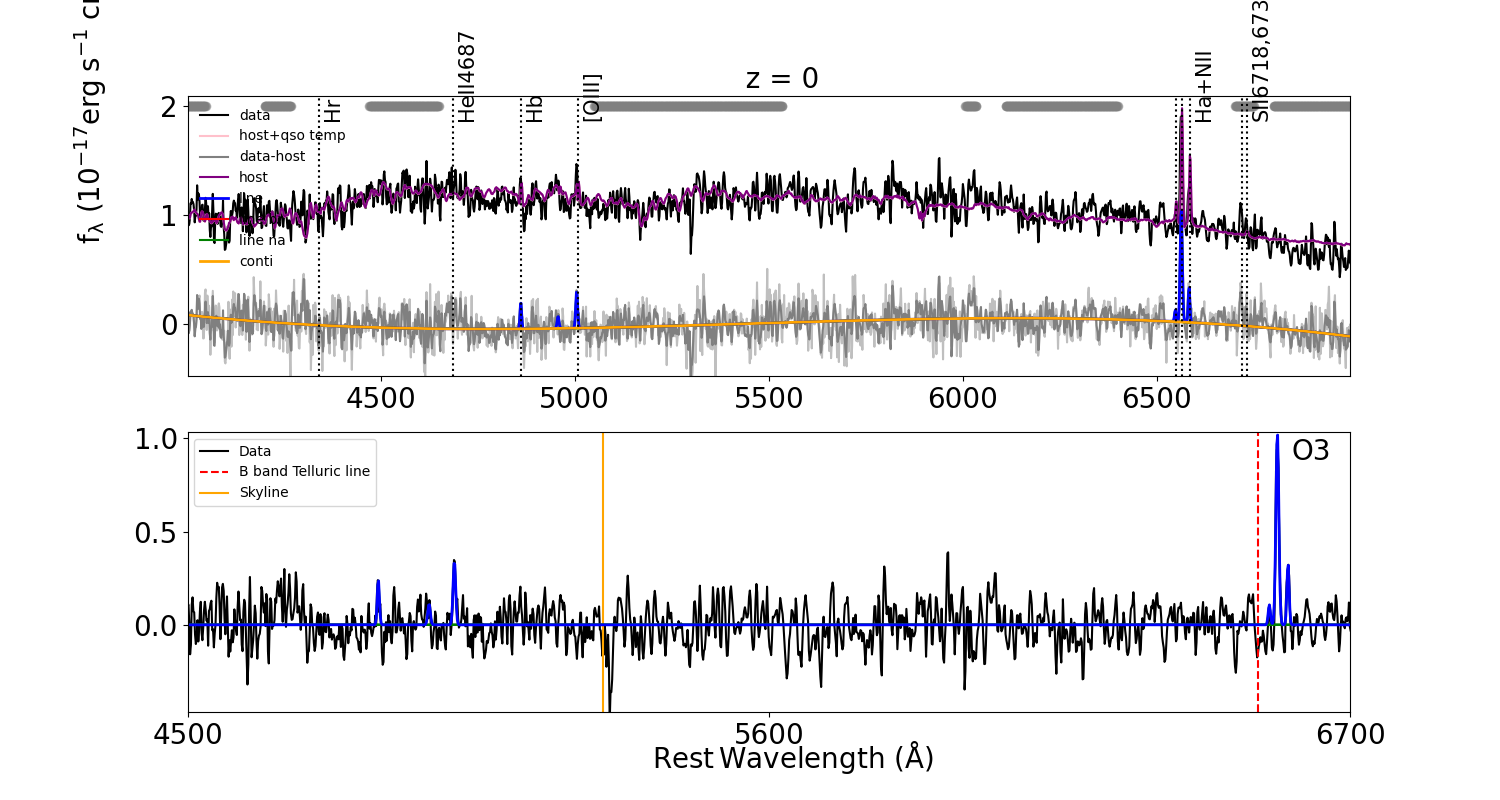 z = 0
f_λ (10^−17 erg s^−1
Hr
HeII4687
Hb
[OIII]
Ha+NII
SII6718,673
data
host+qso temp
data-host
host
line na
conti
2
1
0
4500 5000 5500 6000 6500
O3
Data
B band Telluric line
Skyline
1.0
0.5
0.0
4500 5600 6700
Rest Wavelength (Å)